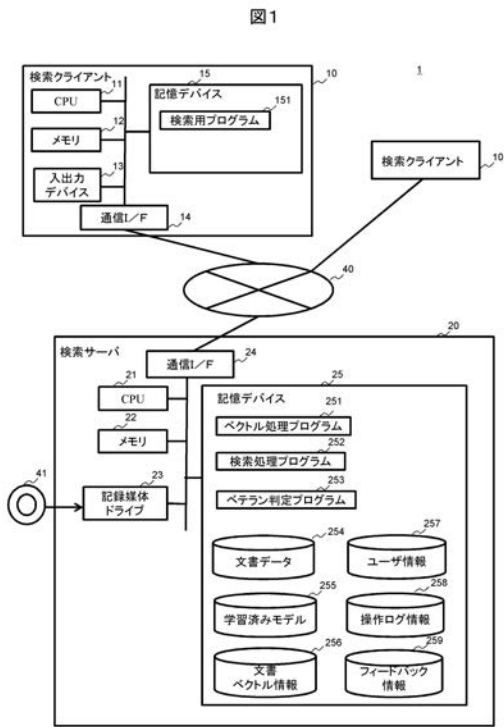 図1
1
検索クライアント
10
11
CPU
12
メモリ
13
入出力
デバイス
通信I／F
14
15
記憶デバイス
151
検索用プログラム
検索クライアント
10
40
20
検索サーバ
通信I／F
24
21
CPU
22
メモリ
23
記録媒体
ドライブ
41
25
記憶デバイス
251
ベクトル処理プログラム
252
検索処理プログラム
253
ベテラン判定プログラム
254
文書データ
257
ユーザ情報
255
学習済みモデル
258
操作ログ情報
256
文書
ベクトル情報
259
フィードバック
情報